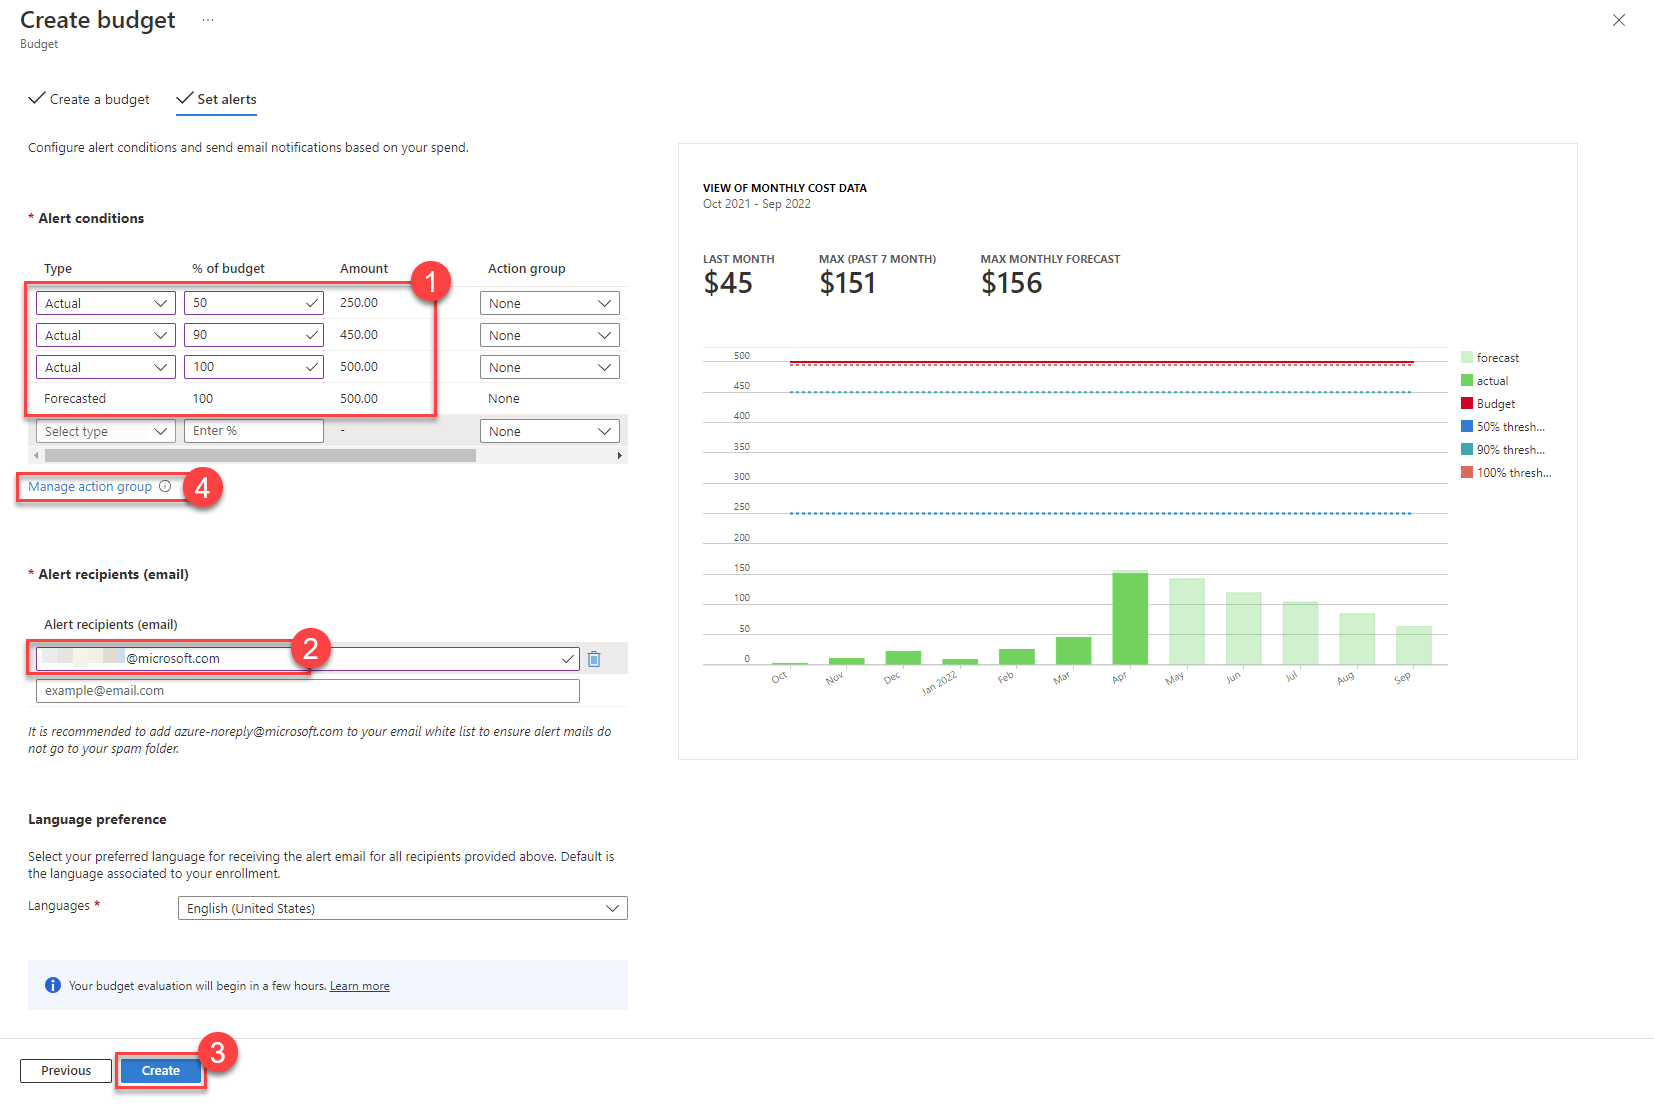 Create budget ...
Budget
Create a budget
Set alerts
Configure alert conditions and send email notifications based on your spend.
* Alert conditions
Type % of budget Amount Action group
1
Actual 50 250.00 None
Actual 90 450.00 None
Actual 100 500.00 None
Forecasted 100 500.00 None
Select type Enter % - None
Manage action group
4
* Alert recipients (email)
Alert recipients (email)
2
@microsoft.com
example@email.com
It is recommended to add azure-noreply@microsoft.com to your email white list to ensure alert mails do
not go to your spam folder.
Language preference
Select your preferred language for receiving the alert email for all recipients provided above. Default is
the language associated to your enrollment.
Languages * English (United States)
Your budget evaluation will begin in a few hours. Learn more
3
Previous
Create
VIEW OF MONTHLY COST DATA
Oct 2021 - Sep 2022
LAST MONTH MAX (PAST 7 MONTH) MAX MONTHLY FORECAST
$45 $151 $156
500
450
400
350
300
250
200
150
100
50
0
Oct Nov Dec Jan 2022 Feb Mar Apr May Jun Jul Aug Sep
forecast
actual
Budget
50% thresh...
90% thresh...
100% thresh...